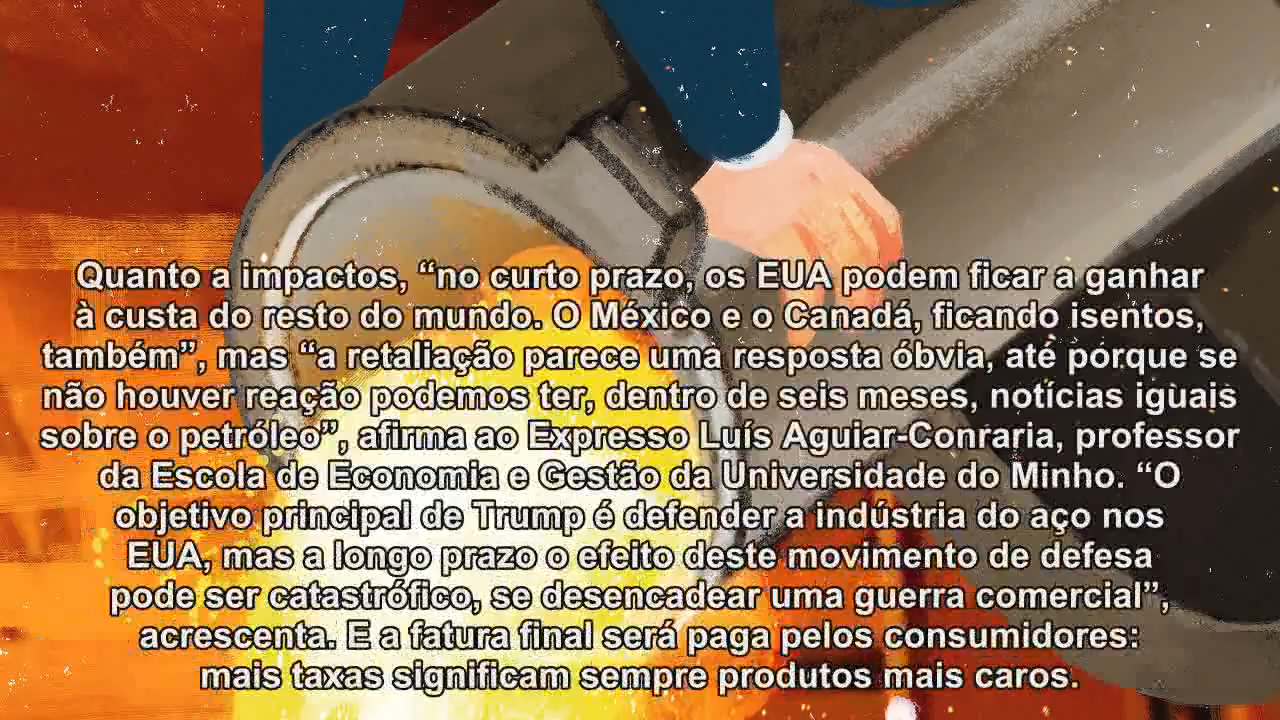 Quanto a impactos, “no curto prazo, os EUA podem ficar a ganhar
à custa do resto do mundo. O México e o Canadá, ficando isentos,
também”, mas “a retaliação parece uma resposta óbvia, até porque se
não houver reação podemos ter, dentro de seis meses, notícias iguais
sobre o petróleo”, afirma ao Expresso Luís Aguiar-Conraria, professor
da Escola de Economia e Gestão da Universidade do Minho. “O
objetivo principal de Trump é defender a indústria do aço nos
EUA, mas a longo prazo o efeito deste movimento de defesa
pode ser catastrófico, se desencadear uma guerra comercial”,
acrescenta. E a fatura final será paga pelos consumidores:
mais taxas significam sempre produtos mais caros.